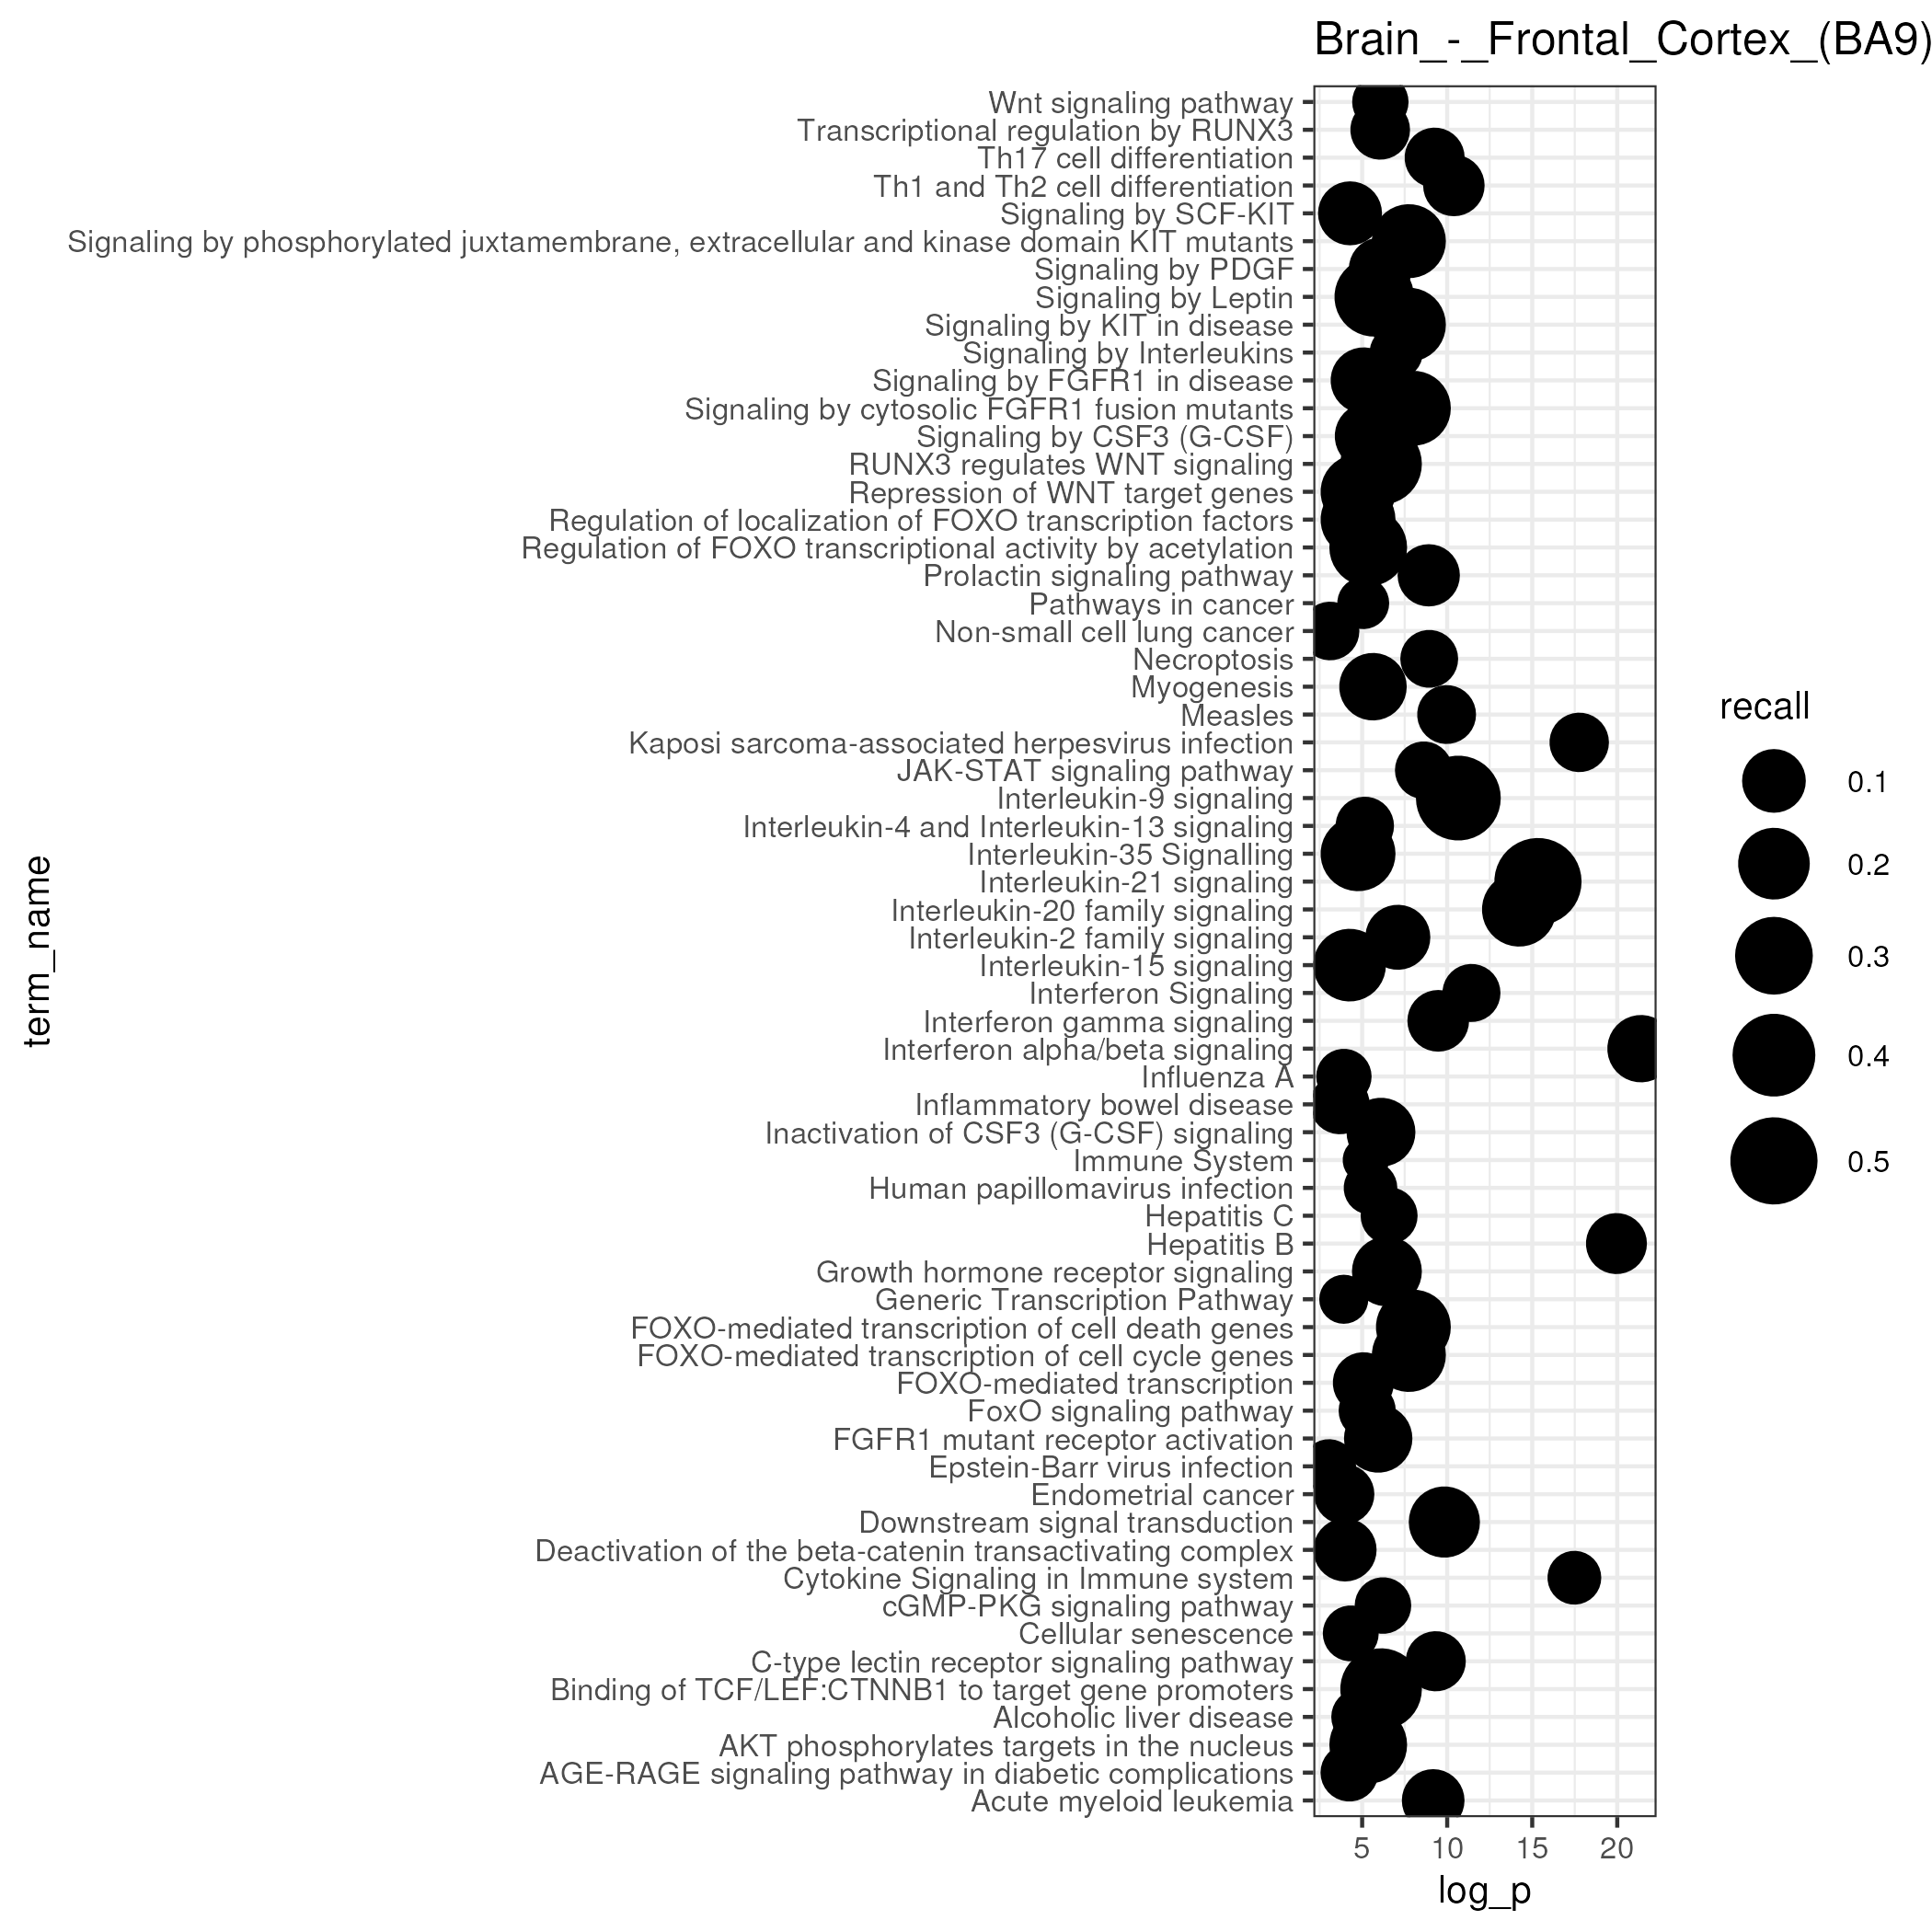 Brain_-_Frontal_Cortex_(BA9)
Wnt signaling pathway
Transcriptional regulation by RUNX3
Th17 cell differentiation
Th1 and Th2 cell differentiation
Signaling by SCF-KIT
Signaling by phosphorylated juxtamembrane, extracellular and kinase domain KIT mutants
Signaling by PDGF
Signaling by Leptin
Signaling by KIT in disease
Signaling by Interleukins
Signaling by FGFR1 in disease
Signaling by cytosolic FGFR1 fusion mutants
Signaling by CSF3 (G-CSF)
RUNX3 regulates WNT signaling
Repression of WNT target genes
Regulation of localization of FOXO transcription factors
Regulation of FOXO transcriptional activity by acetylation
Prolactin signaling pathway
Pathways in cancer
Non-small cell lung cancer
Necroptosis
Myogenesis
Measles
Kaposi sarcoma-associated herpesvirus infection
JAK-STAT signaling pathway
Interleukin-9 signaling
Interleukin-4 and Interleukin-13 signaling
Interleukin-35 Signalling
Interleukin-21 signaling
Interleukin-20 family signaling
Interleukin-2 family signaling
Interleukin-15 signaling
Interferon Signaling
Interferon gamma signaling
Interferon alpha/beta signaling
Influenza A
Inflammatory bowel disease
Inactivation of CSF3 (G-CSF) signaling
Immune System
Human papillomavirus infection
Hepatitis C
Hepatitis B
Growth hormone receptor signaling
Generic Transcription Pathway
FOXO-mediated transcription of cell death genes
FOXO-mediated transcription of cell cycle genes
FOXO-mediated transcription
FoxO signaling pathway
FGFR1 mutant receptor activation
Epstein-Barr virus infection
Endometrial cancer
Downstream signal transduction
Deactivation of the beta-catenin transactivating complex
Cytokine Signaling in Immune system
cGMP-PKG signaling pathway
Cellular senescence
C-type lectin receptor signaling pathway
Binding of TCF/LEF:CTNNB1 to target gene promoters
Alcoholic liver disease
AKT phosphorylates targets in the nucleus
AGE-RAGE signaling pathway in diabetic complications
Acute myeloid leukemia
term_name
5 10 15 20
log_p
recall
0.1
0.2
0.3
0.4
0.5